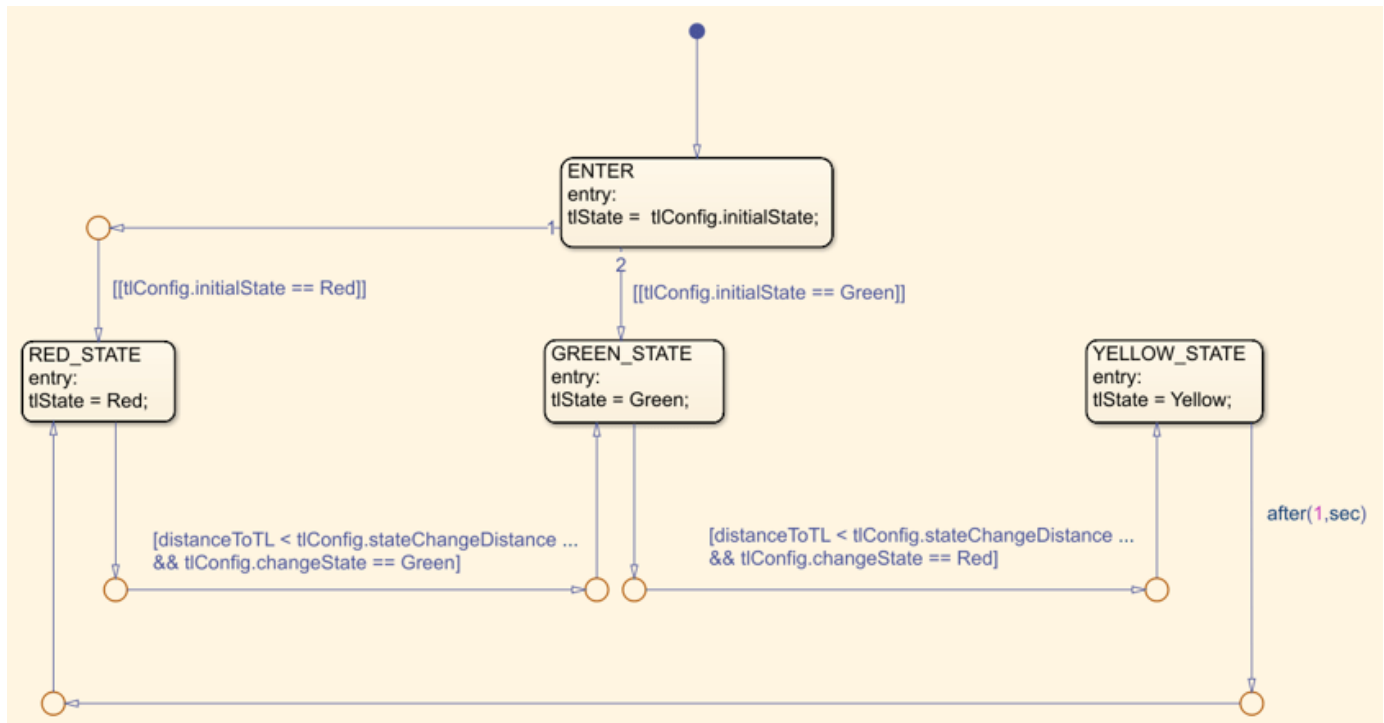 ENTER
entry:
tlState =  tlConfig.initialState;
1
2
[[tlConfig.initialState == Red]]
[[tlConfig.initialState == Green]]
RED_STATE
entry:
tlState = Red;
GREEN_STATE
entry:
tlState = Green;
YELLOW_STATE
entry:
tlState = Yellow;
[distanceToTL < tlConfig.stateChangeDistance ...
&& tlConfig.changeState == Green]
[distanceToTL < tlConfig.stateChangeDistance ...
&& tlConfig.changeState == Red]
after(1,sec)